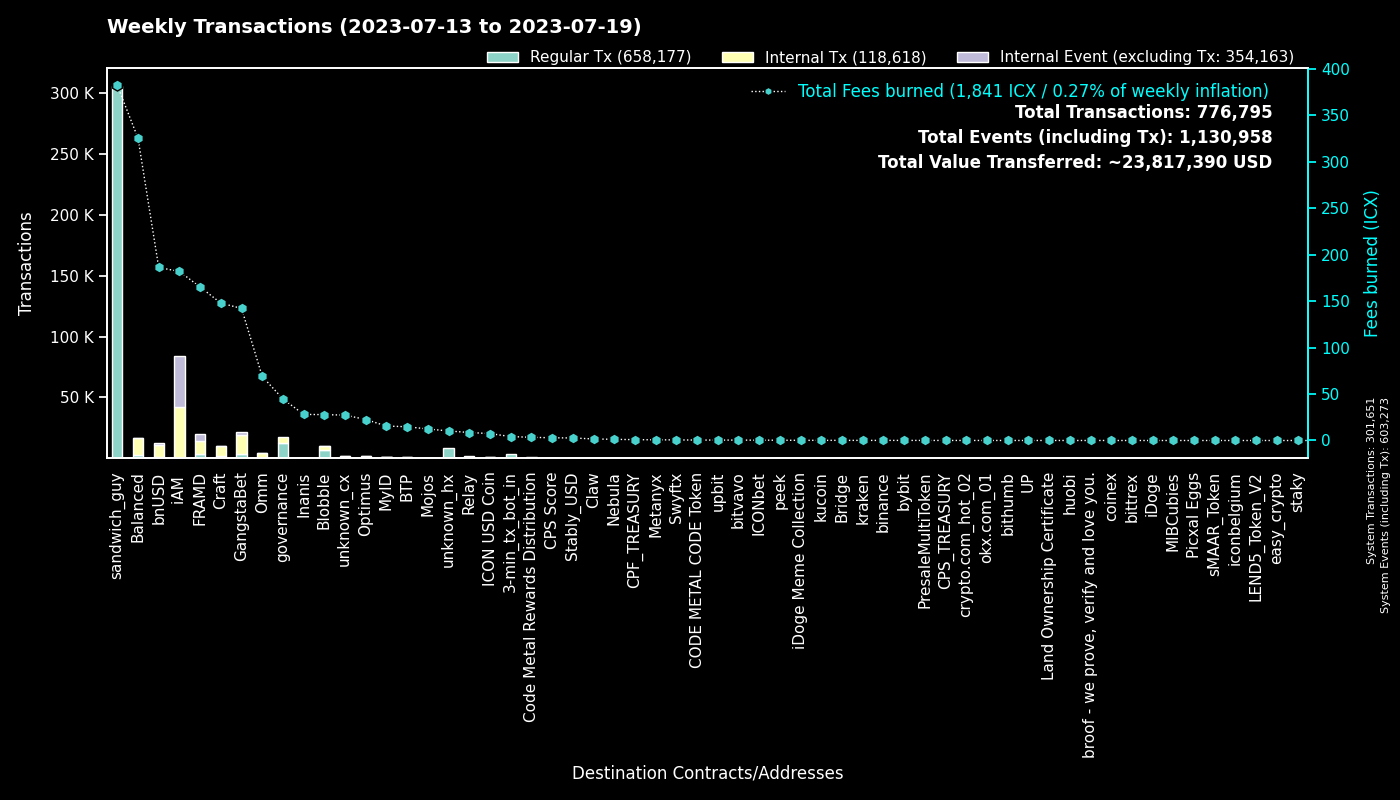 Weekly Transactions (2023-07-13 to 2023-07-19)
Regular Tx (658,177)
Internal Tx (118,618)
Internal Event (excluding Tx: 354,163)
Total Fees burned (1,841 ICX / 0.27% of weekly inflation)
Total Transactions: 776,795
Total Events (including Tx): 1,130,958
Total Value Transferred: ~23,817,390 USD
Transactions
300 K
250 K
200 K
150 K
100 K
50 K
400
350
300
250
200
150
100
50
0
Fees burned (ICX)
sandwich_guy
Balanced
bnUSD
iAM
FRAMD
Craft
GangstaBet
Omm
governance
Inanis
Blobble
unknown_cx
Optimus
MyID
BTP
Mojos
unknown_hx
Relay
ICON USD Coin
3-min_tx_bot_in
Code Metal Rewards Distribution
CPS Score
Stably_USD
Claw
Nebula
CPF_TREASURY
Metanyx
Swyftx
CODE METAL CODE Token
upbit
bitvavo
ICONbet
peek
iDoge Meme Collection
kucoin
Bridge
kraken
binance
bybit
PresaleMultiToken
CPS_TREASURY
crypto.com_hot_02
okx.com_01
bithumb
UP
Land Ownership Certificate
huobi
broof - we prove, verify and love you.
coinex
bittrex
iDoge
MIBCubies
Picxal Eggs
sMAAR_Token
iconbelgium
LEND5_Token_V2
easy_crypto
staky
Destination Contracts/Addresses
System Transactions: 301,651
System Events (including Tx): 603,273